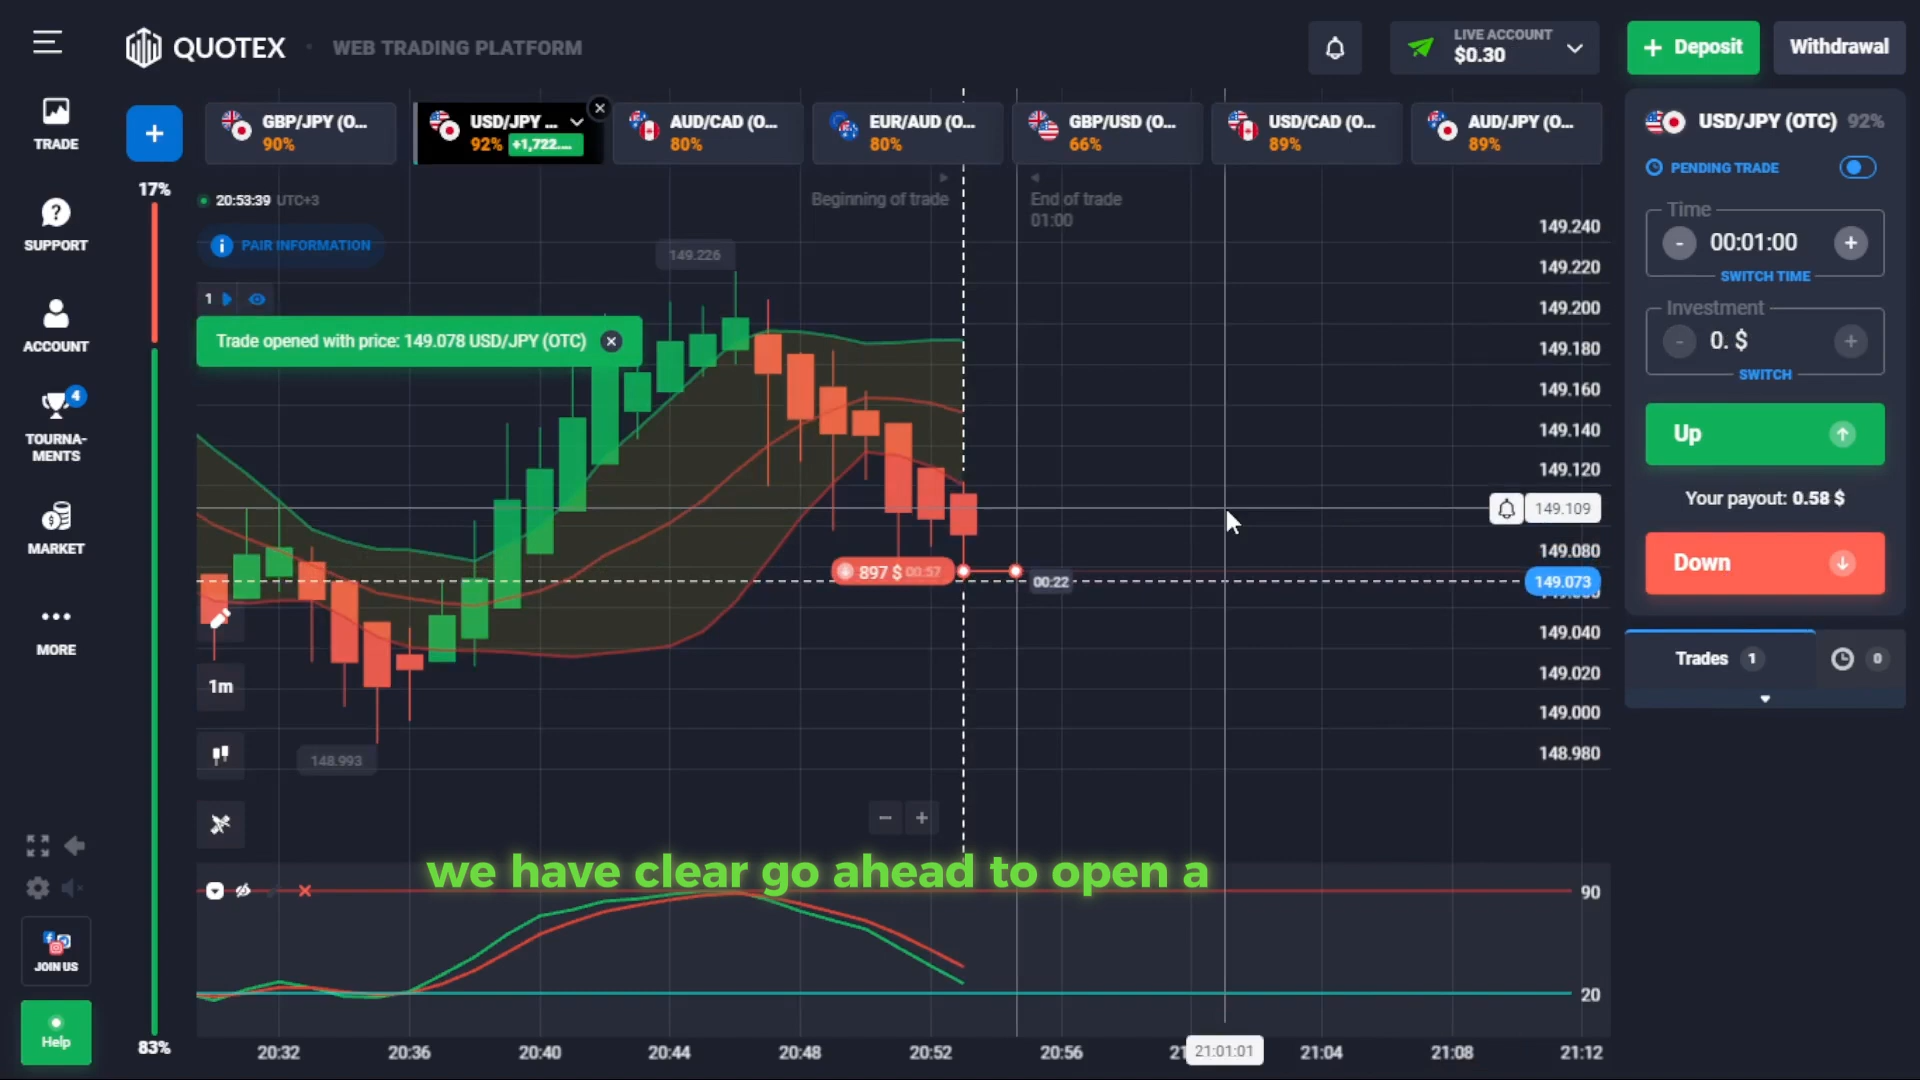 QUOTEX
WEB TRADING PLATFORM
LIVE ACCOUNT
$0.30
Deposit
Withdrawal
TRADE
SUPPORT
ACCOUNT
4
TOURNA-
MENTS
MARKET
MORE
JOIN US
Help
GBP/JPY (O...
90%
USD/JPY ...
92%
+1,722....
AUD/CAD (O...
80%
EUR/AUD (O...
80%
GBP/USD (O...
66%
USD/CAD (O...
89%
AUD/JPY (O...
89%
17%
83%
20:53:39 UTC+3
PAIR INFORMATION
1
Trade opened with price: 149.078 USD/JPY (OTC)
Beginning of trade
End of trade
01:00
149.226
148.993
897 $ 00:57
00:22
1m
149.240
149.220
149.200
149.180
149.160
149.140
149.120
149.109
149.080
149.073
149.040
149.020
149.000
148.980
we have clear go ahead to open a
90
20
20:32
20:36
20:40
20:44
20:48
20:52
20:56
21:01:01
21:04
21:08
21:12
USD/JPY (OTC) 92%
PENDING TRADE
Time
- 00:01:00 +
SWITCH TIME
Investment
- 0. $ +
SWITCH
Up
Your payout: 0.58 $
Down
Trades 1
0